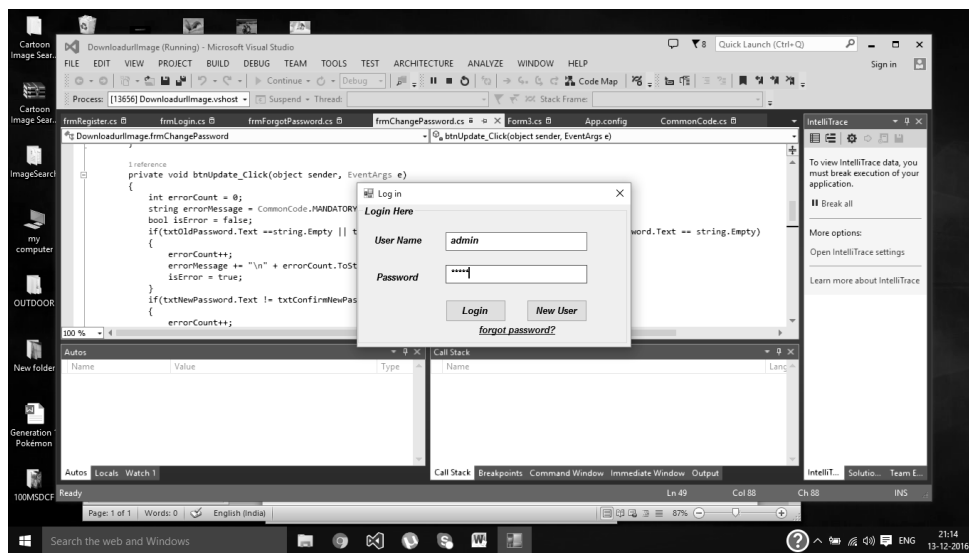 Cartoon
Image Sear..
Cartoon
Image Sear..
ImageSearch
my
computer
OUTDOOR
New folder
Generation 1
Pokémon
100MSDCF
DownloadurlImage (Running) - Microsoft Visual Studio
8
Quick Launch (Ctrl+Q)
FILE EDIT VIEW PROJECT BUILD DEBUG TEAM TOOLS TEST ARCHITECTURE ANALYZE WINDOW HELP
Sign in
Continue Debug Code Map
Process: [13656] DownloadurlImage.vshost Suspend Thread: Stack Frame:
frmRegister.cs frmLogin.cs frmForgotPassword.cs frmChangePassword.cs Form3.cs App.config CommonCode.cs
DownloadurlImage.frmChangePassword btnUpdate_Click(object sender, EventArgs e)
}
1 reference
private void btnUpdate_Click(object sender, EventArgs e)
{
int errorCount = 0;
string errorMessage = CommonCode.MANDATORY
bool isError = false;
if(txtOldPassword.Text ==string.Empty || t word.Text == string.Empty)
{
errorCount++;
errorMessage += "\n" + errorCount.ToSt
isError = true;
}
if(txtNewPassword.Text != txtConfirmNewPas
{
errorCount++;
100 %
Log in
Login Here
User Name admin
Password *****
Login New User
forgot password?
IntelliTrace
To view IntelliTrace data, you
must break execution of your
application.
Break all
More options:
Open IntelliTrace settings
Learn more about IntelliTrace
Autos
Name Value Type
Call Stack
Name Lang
Autos Locals Watch 1
Call Stack Breakpoints Command Window Immediate Window Output
IntelliT... Solutio... Team E...
Ready Ln 49 Col 88 Ch 88 INS
Page: 1 of 1 Words: 0 English (India) 87%
Search the web and Windows
ENG
21:14
13-12-2016